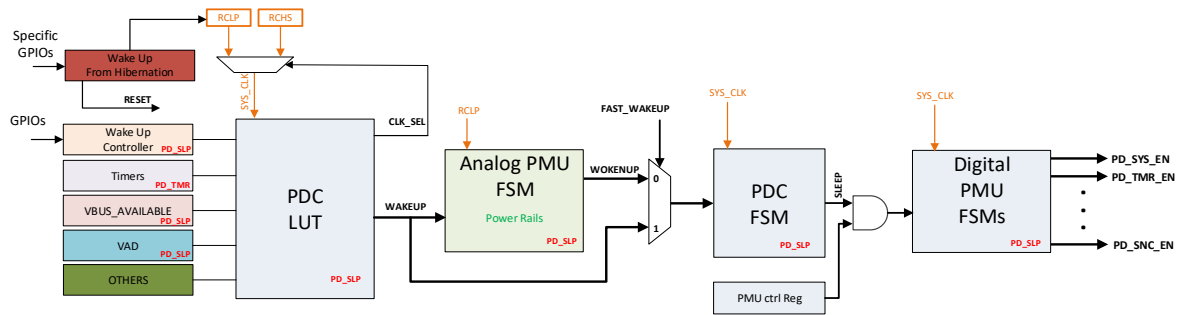 RCLP
RCHS
Specific
GPIOs
Wake Up
From Hibernation
RESET
SYS_CLK
CLK_SEL
GPIOs
Wake Up
Controller
PD_SLP
Timers
PD_TMR
VBUS_AVAILABLE
PD_SLP
VAD
PD_SLP
OTHERS
PDC
LUT
PD_SLP
WAKEUP
RCLP
Analog PMU
FSM
Power Rails
PD_SLP
WOKENUP
FAST_WAKEUP
0
1
SYS_CLK
PDC
FSM
PD_SLP
SLEEP
PMU ctrl Reg
SYS_CLK
Digital
PMU
FSMs
PD_SLP
PD_SYS_EN
PD_TMR_EN
PD_SNC_EN